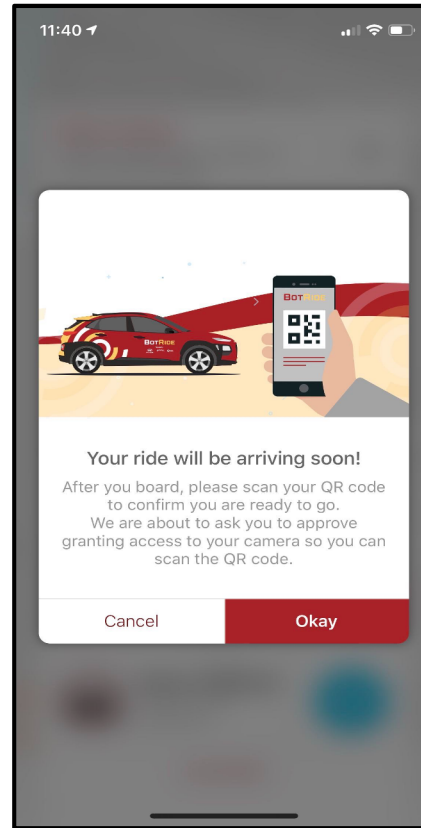 11:40
BOTRIDE
BOTRIDE
Your ride will be arriving soon!
After you board, please scan your QR code
to confirm you are ready to go.
We are about to ask you to approve
granting access to your camera so you can
scan the QR code.
Cancel
Okay